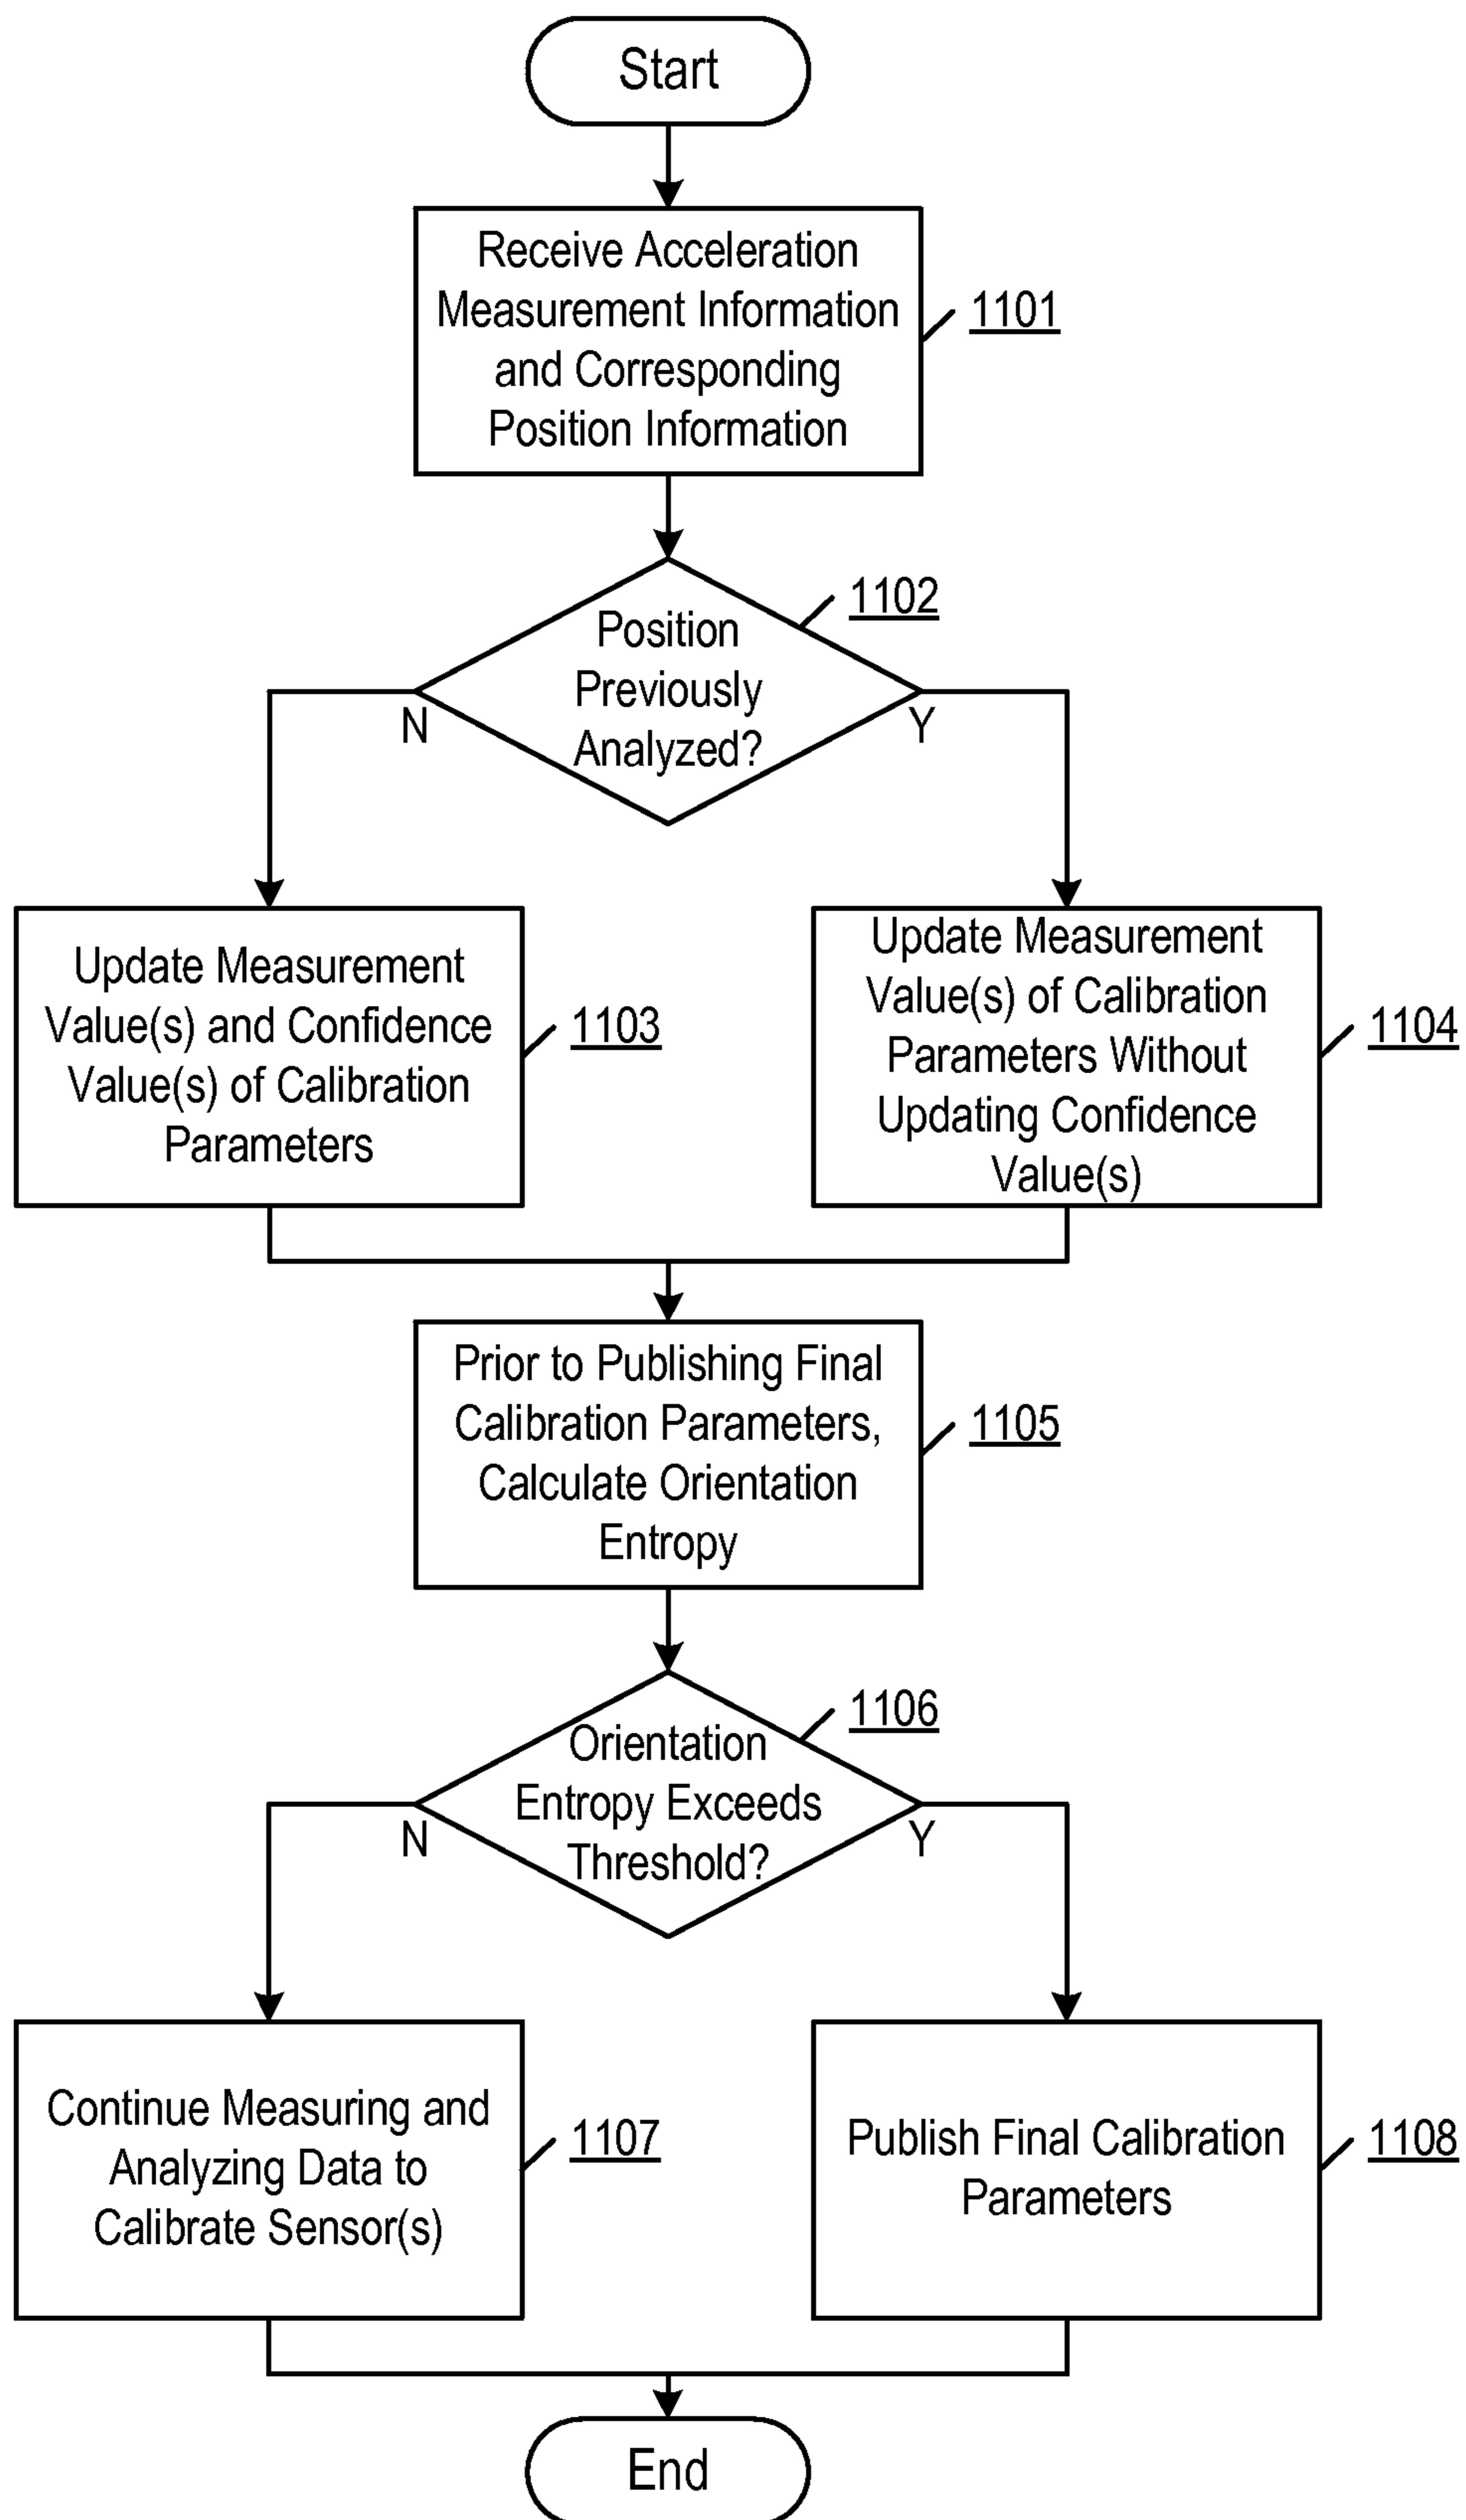 Start
Receive Acceleration
Measurement Information
and Corresponding
Position Information
1101
1102
Position
Previously
Analyzed?
N
Y
Update Measurement
Value(s) and Confidence
Value(s) of Calibration
Parameters
1103
Update Measurement
Value(s) of Calibration
Parameters Without
Updating Confidence
Value(s)
1104
Prior to Publishing Final
Calibration Parameters,
Calculate Orientation
Entropy
1105
1106
Orientation
Entropy Exceeds
Threshold?
N
Y
Continue Measuring and
Analyzing Data to
Calibrate Sensor(s)
1107
Publish Final Calibration
Parameters
1108
End